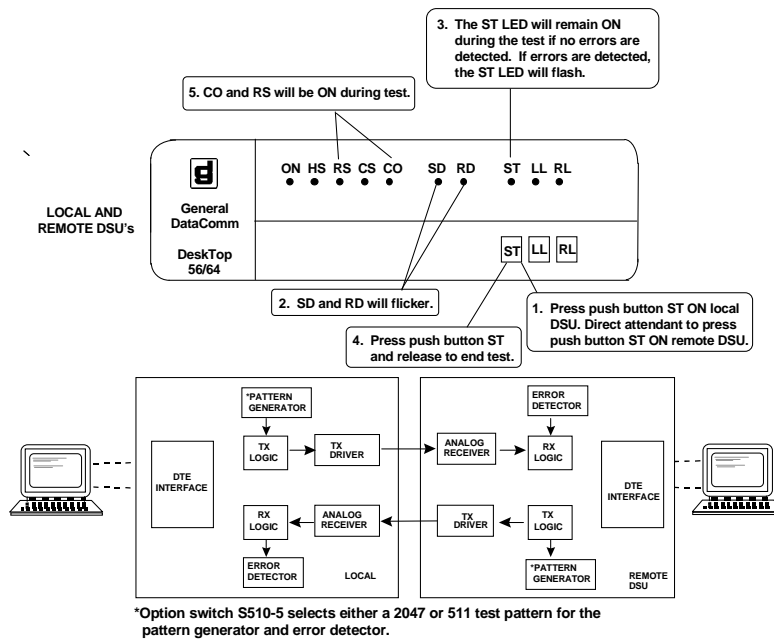 3. The ST LED will remain ON
during the test if no errors are
detected. If errors are detected,
the ST LED will flash.
5. CO and RS will be ON during test.
ON HS RS CS CO SD RD ST LL RL
LOCAL AND
REMOTE DSU's
General
DataComm
DeskTop
56/64
ST LL RL
2. SD and RD will flicker.
1. Press push button ST ON local
DSU. Direct attendant to press
push button ST ON remote DSU.
4. Press push button ST
and release to end test.
*PATTERN
GENERATOR
TX
LOGIC
TX
DRIVER
DTE
INTERFACE
RX
LOGIC
ANALOG
RECEIVER
ERROR
DETECTOR
LOCAL
ERROR
DETECTOR
ANALOG
RECEIVER
RX
LOGIC
DTE
INTERFACE
TX
DRIVER
TX
LOGIC
*PATTERN
GENERATOR
REMOTE
DSU
*Option switch S510-5 selects either a 2047 or 511 test pattern for the
pattern generator and error detector.